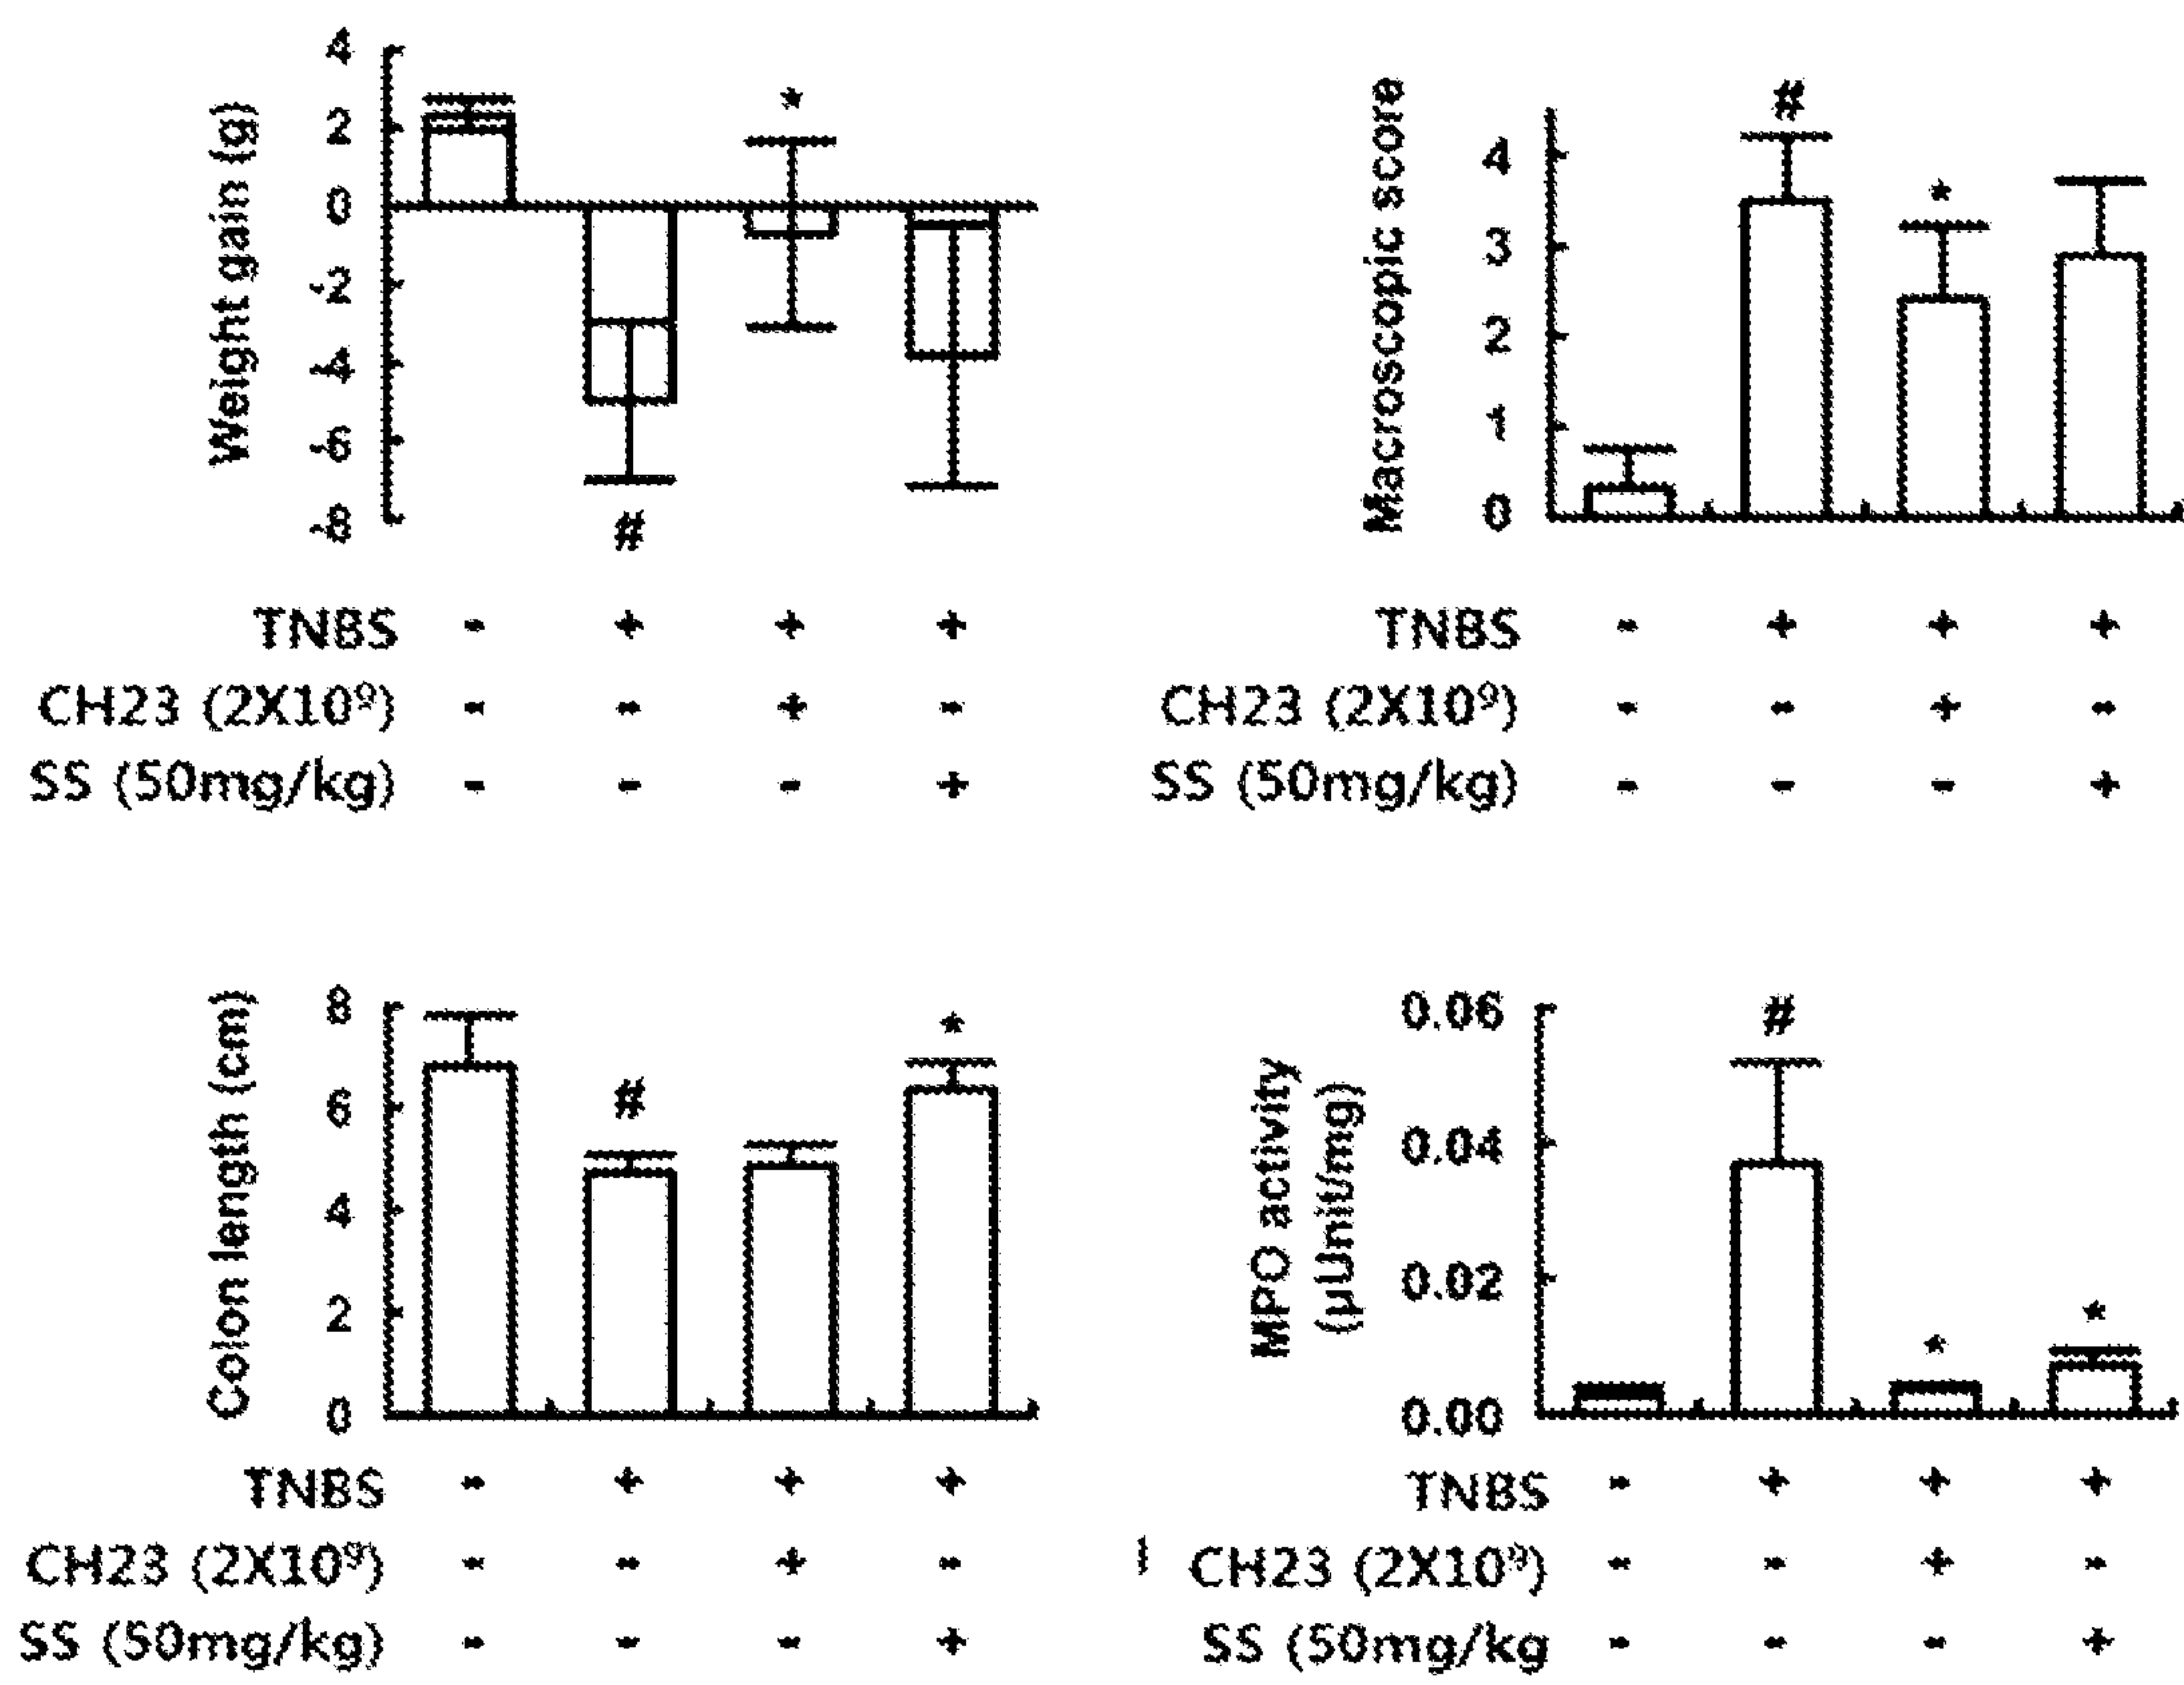 Weight gain (g)
4
2
0
-2
-4
-6
-8
*
#
TNBS - + + +
CH23 (2X10⁹) - - + -
SS (50mg/kg) - - - +
Macroscopic score
4
3
2
1
0
#
*
TNBS - + + +
CH23 (2X10⁹) - - + -
SS (50mg/kg) - - - +
Colon length (cm)
8
6
4
2
0
#
*
TNBS - + + +
CH23 (2X10⁹) - - + -
SS (50mg/kg) - - - +
MPO activity
(μUnit/mg)
0.06
0.04
0.02
0.00
#
*
*
TNBS - + + +
CH23 (2X10⁹) - - + -
SS (50mg/kg - - - +